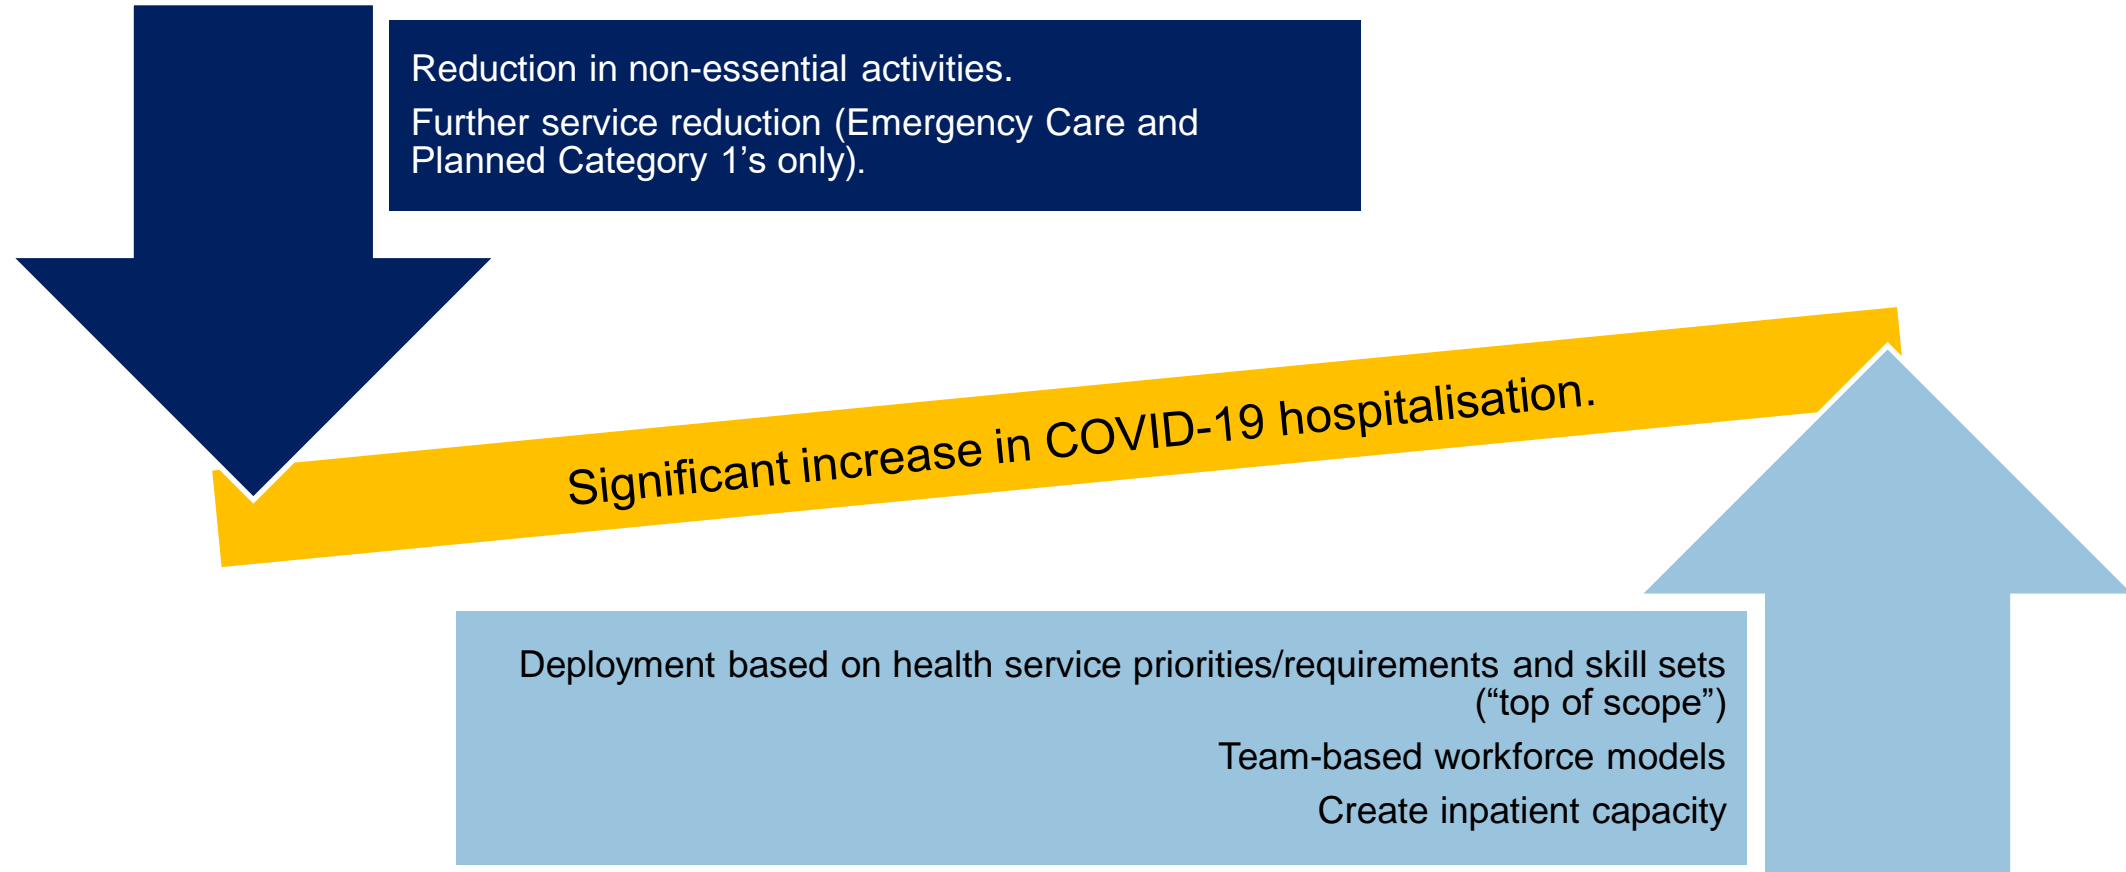 Reduction in non-essential activities.
Further service reduction (Emergency Care and
Planned Category 1’s only).
Significant increase in COVID-19 hospitalisation.
Deployment based on health service priorities/requirements and skill sets
(“top of scope”)
Team-based workforce models
Create inpatient capacity